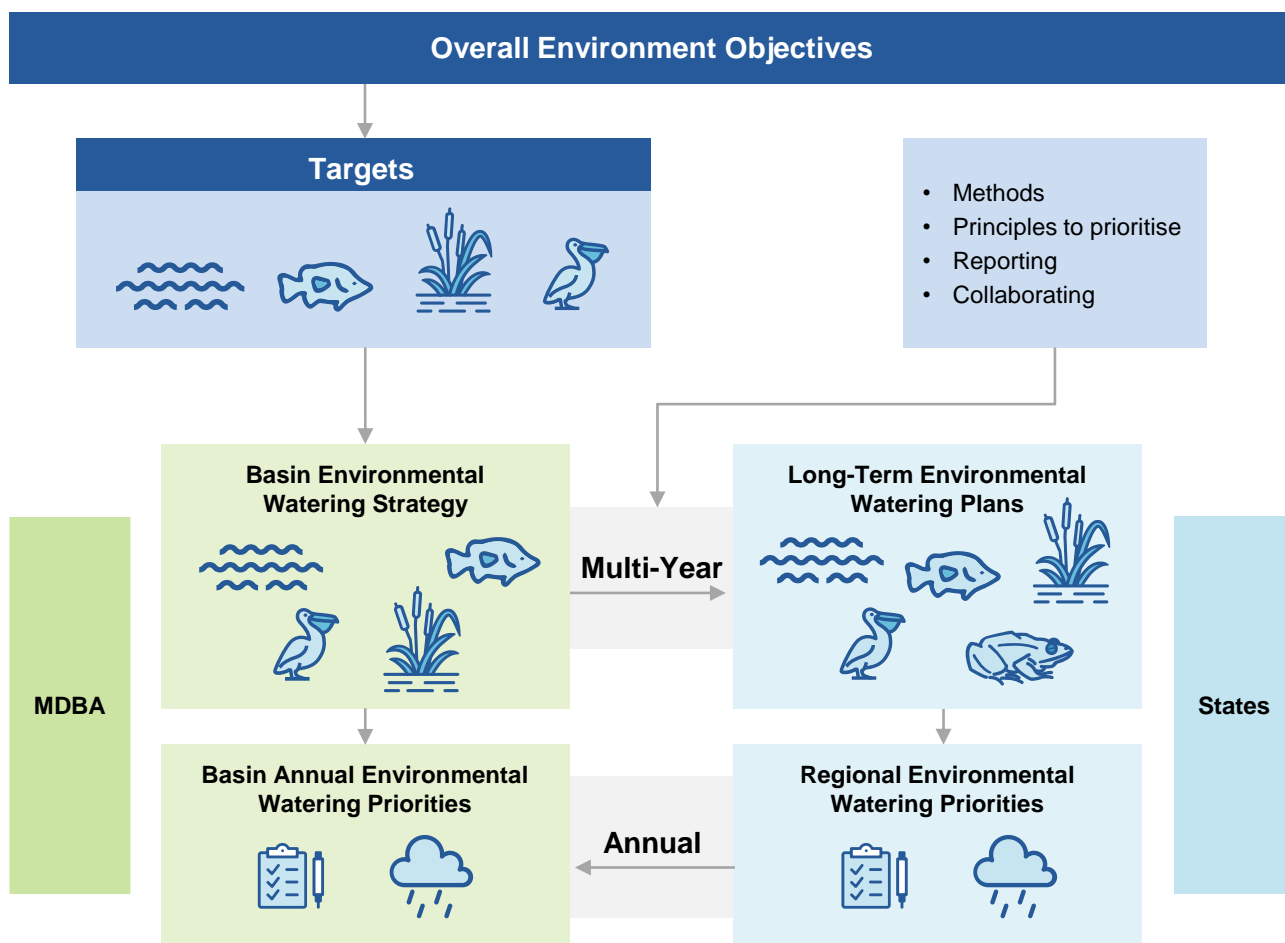 Overall Environment Objectives
Targets
• Methods
• Principles to prioritise
• Reporting
• Collaborating
Basin Environmental
Watering Strategy
Long-Term Environmental
Watering Plans
Multi-Year
MDBA
States
Basin Annual Environmental
Watering Priorities
Regional Environmental
Watering Priorities
Annual